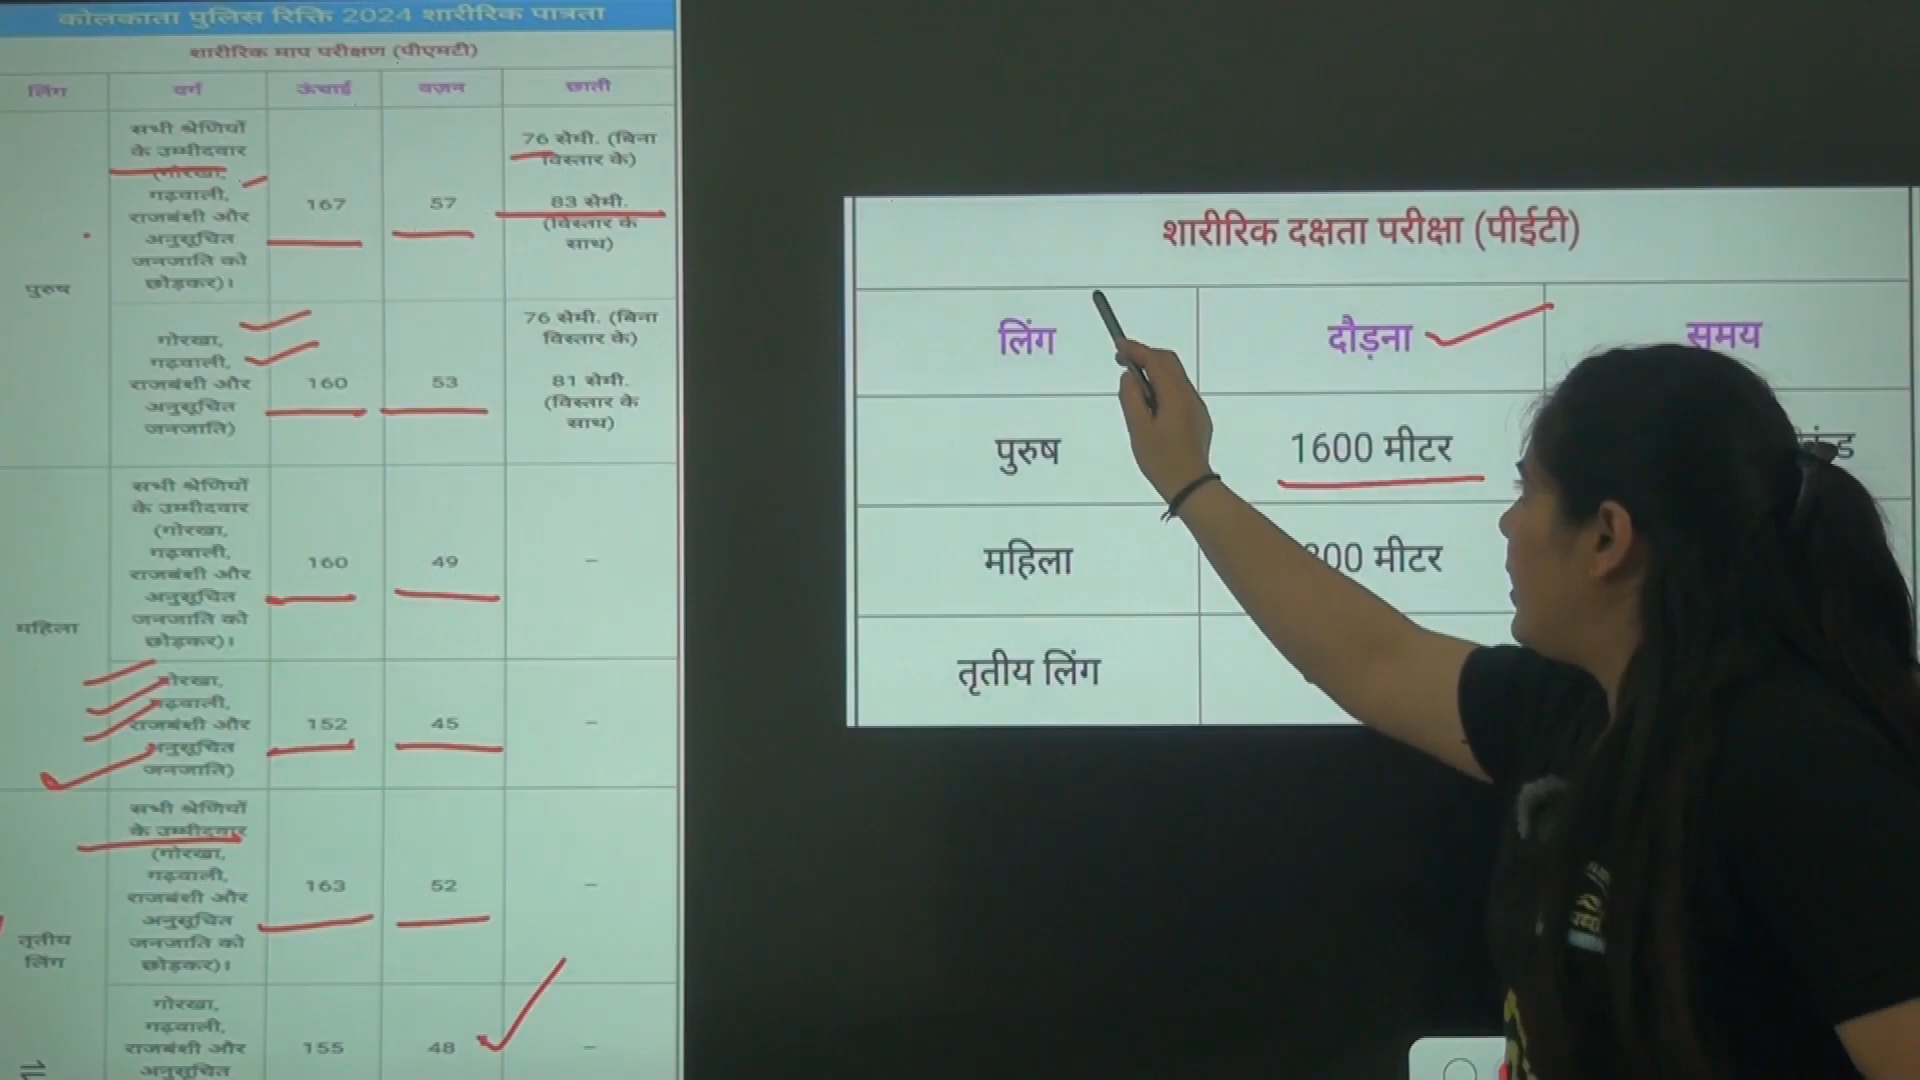 कोलकाता पुलिस रिक्ति 2024 शारीरिक पात्रता
शारीरिक माप परीक्षण (पीएमटी)
लिंग वर्ग ऊंचाई वज़न छाती
पुरुष
सभी श्रेणियों
के उम्मीदवार
(गोरखा,
गढ़वाली,
राजबंशी और
अनुसूचित
जनजाति को
छोड़कर)।
167
57
76 सेमी. (बिना
विस्तार के)
83 सेमी.
(विस्तार के
साथ)
गोरखा,
गढ़वाली,
राजबंशी और
अनुसूचित
जनजाति)
160
53
76 सेमी. (बिना
विस्तार के)
81 सेमी.
(विस्तार के
साथ)
महिला
सभी श्रेणियों
के उम्मीदवार
(गोरखा,
गढ़वाली,
राजबंशी और
अनुसूचित
जनजाति को
छोड़कर)।
160
49
–
गोरखा,
गढ़वाली,
राजबंशी और
अनुसूचित
जनजाति)
152
45
–
तृतीय
लिंग
सभी श्रेणियों
के उम्मीदवार
(गोरखा,
गढ़वाली,
राजबंशी और
अनुसूचित
जनजाति को
छोड़कर)।
163
52
–
गोरखा,
गढ़वाली,
राजबंशी और
अनुसूचित
155
48
–
शारीरिक दक्षता परीक्षा (पीईटी)
लिंग दौड़ना समय
पुरुष 1600 मीटर
महिला मीटर
तृतीय लिंग